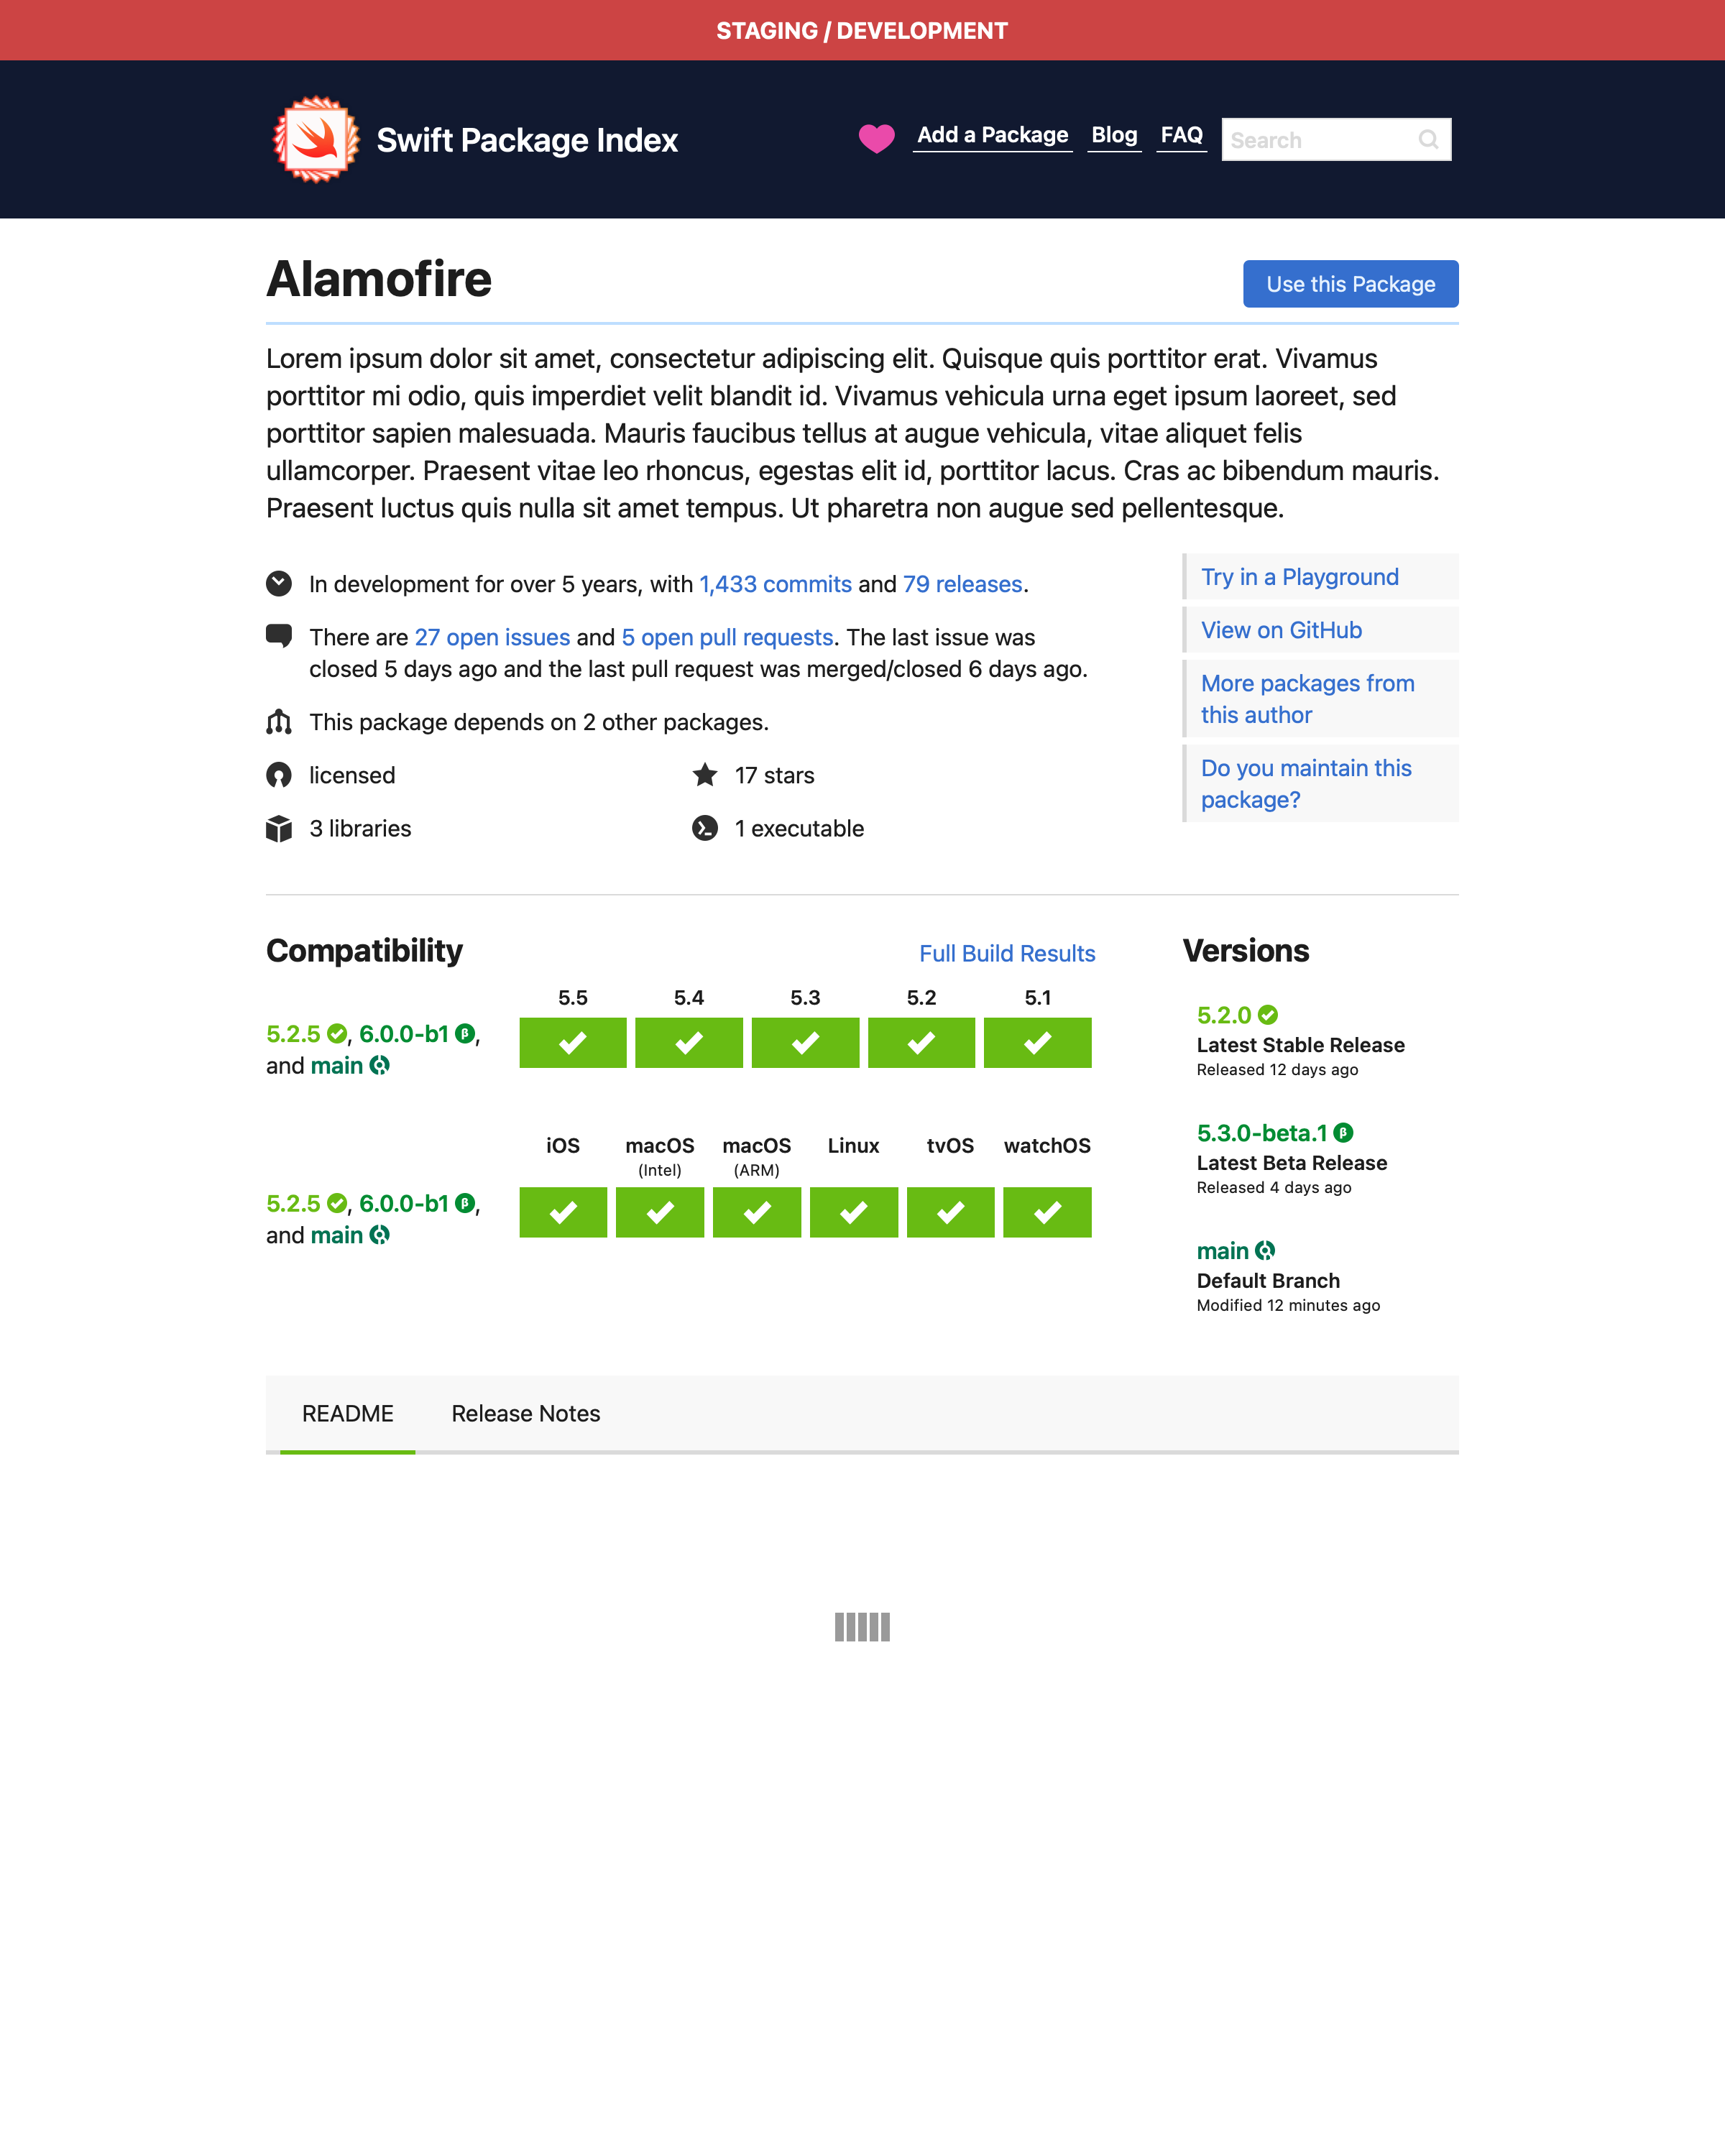 STAGING / DEVELOPMENT
Swift Package Index
Add a Package Blog FAQ Search
Alamofire
Use this Package
Lorem ipsum dolor sit amet, consectetur adipiscing elit. Quisque quis porttitor erat. Vivamus
porttitor mi odio, quis imperdiet velit blandit id. Vivamus vehicula urna eget ipsum laoreet, sed
porttitor sapien malesuada. Mauris faucibus tellus at augue vehicula, vitae aliquet felis
ullamcorper. Praesent vitae leo rhoncus, egestas elit id, porttitor lacus. Cras ac bibendum mauris.
Praesent luctus quis nulla sit amet tempus. Ut pharetra non augue sed pellentesque.
In development for over 5 years, with 1,433 commits and 79 releases.
There are 27 open issues and 5 open pull requests. The last issue was
closed 5 days ago and the last pull request was merged/closed 6 days ago.
This package depends on 2 other packages.
licensed
17 stars
3 libraries
1 executable
Try in a Playground
View on GitHub
More packages from
this author
Do you maintain this
package?
Compatibility
Full Build Results
5.5 5.4 5.3 5.2 5.1
5.2.5, 6.0.0-b1 β,
and main
iOS macOS macOS Linux tvOS watchOS
(Intel) (ARM)
5.2.5, 6.0.0-b1 β,
and main
Versions
5.2.0
Latest Stable Release
Released 12 days ago
5.3.0-beta.1 β
Latest Beta Release
Released 4 days ago
main
Default Branch
Modified 12 minutes ago
README Release Notes